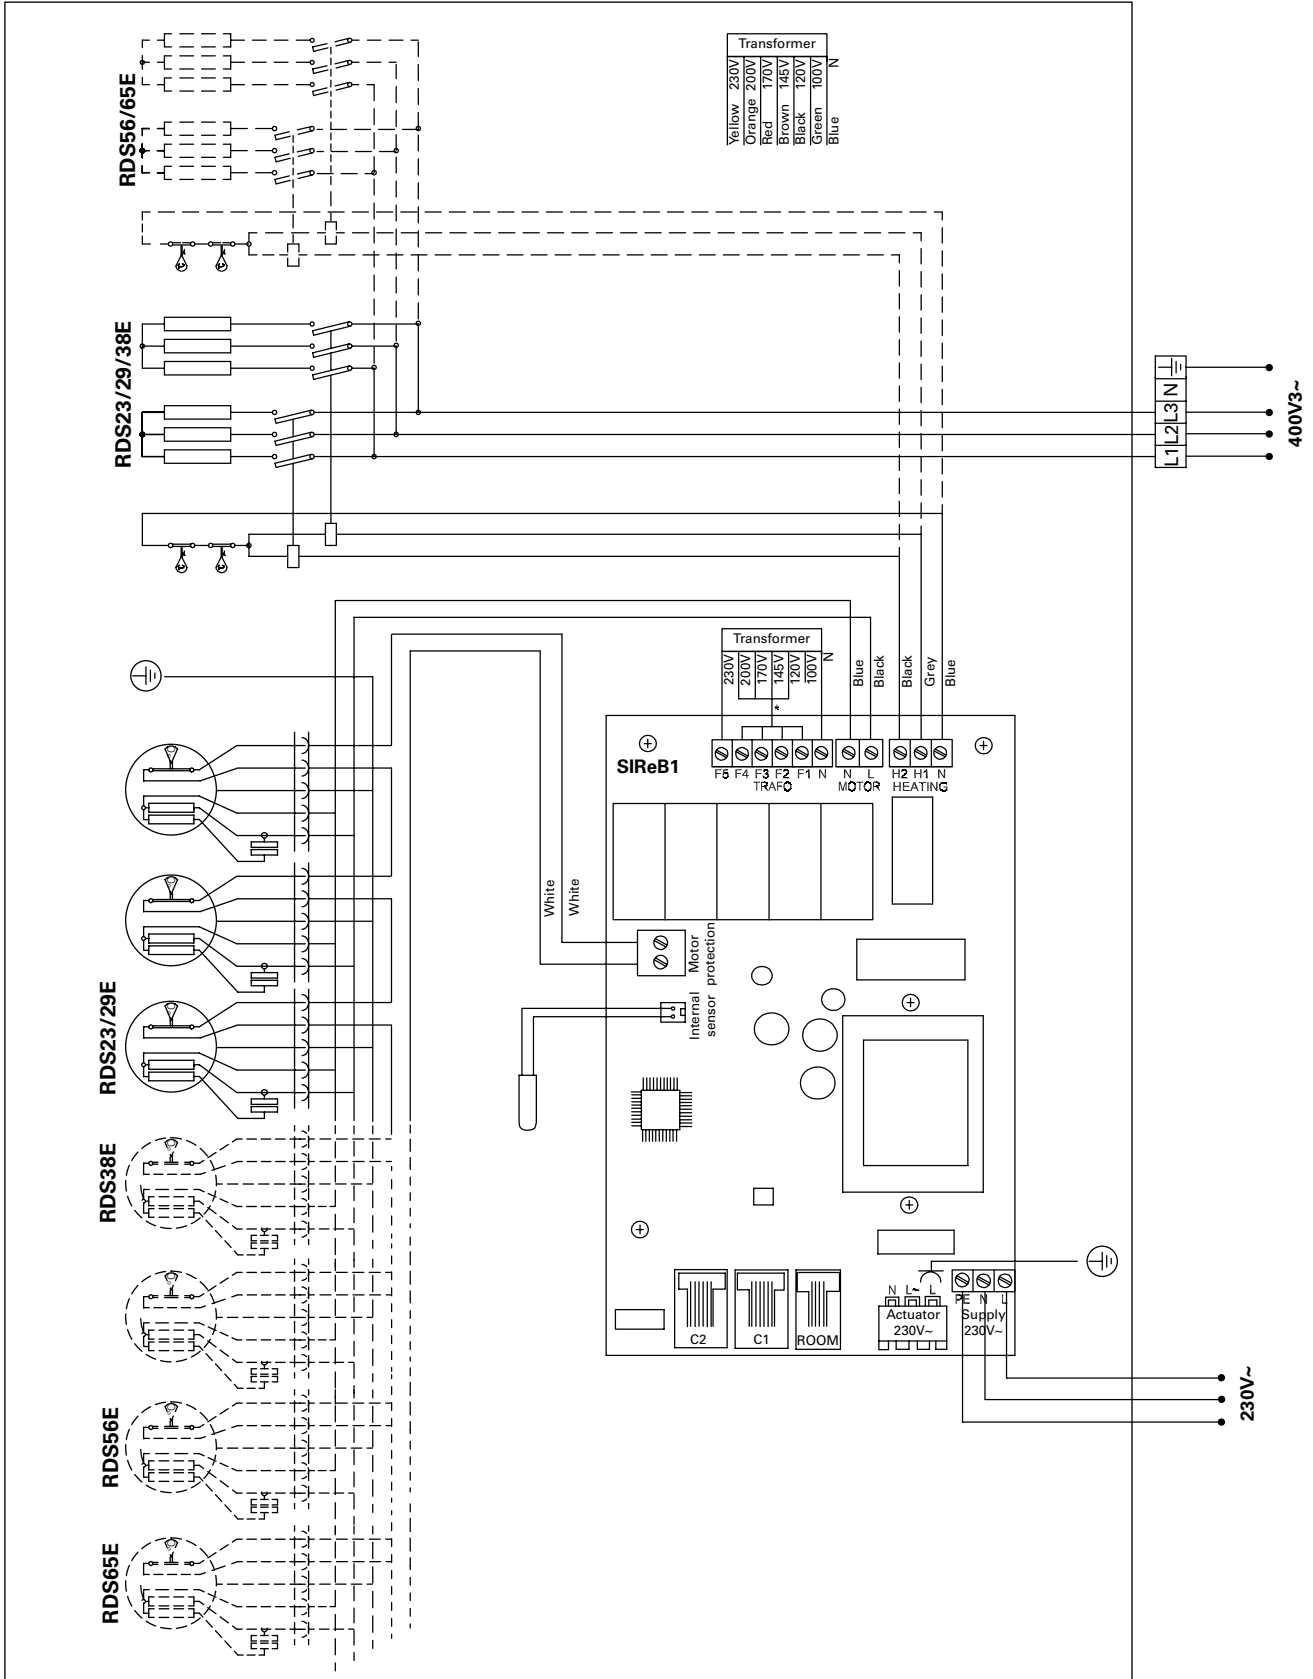 RDS56/65E
Transformer
Yellow 230V
Orange 200V
Red 170V
Brown 145V
Black 120V
Green 100V
Blue N
RDS23/29/38E
L1 L2 L3 N
400V3~
Transformer
230V
200V
170V
145V
120V
100V
N
*
Blue
Black
Black
Grey
Blue
SIReB1
F5 F4 F3 F2 F1 N
TRAFO
N L
MOTOR
H2 H1 N
HEATING
White
White
Motor
protection
Internal
sensor
RDS23/29E
RDS38E
RDS56E
RDS65E
C2
C1
ROOM
N L~ L
Actuator
230V~
PE N L
Supply
230V~
230V~